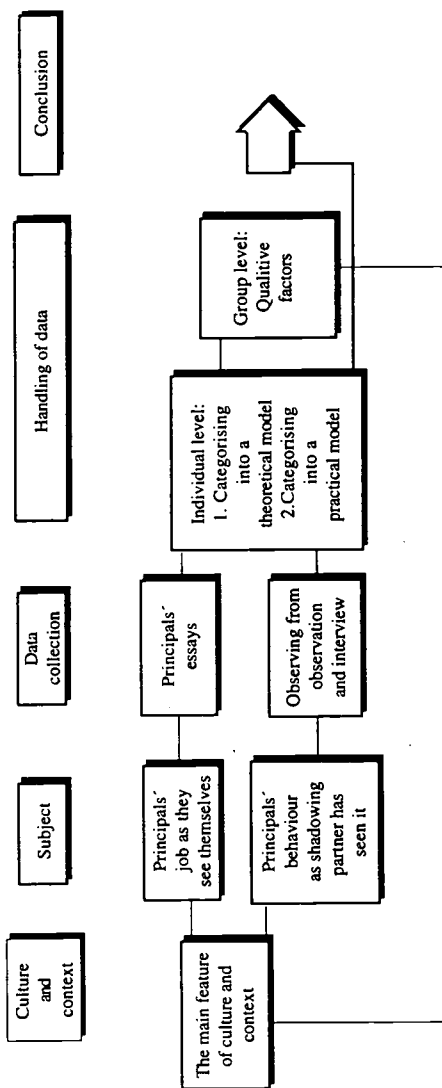 Culture
and
context
Subject
Data
collection
Handling of data
Conclusion
The main feature
of culture and
context
Principals´
job as they
see themselves
Principals´
behaviour
as shadowing
partner has
seen it
Principals´
essays
Observing from
observation
and interview
Individual level:
1. Categorising
into a
theoretical model
2.Categorising
into a
practical model
Group level:
Qualitive
factors